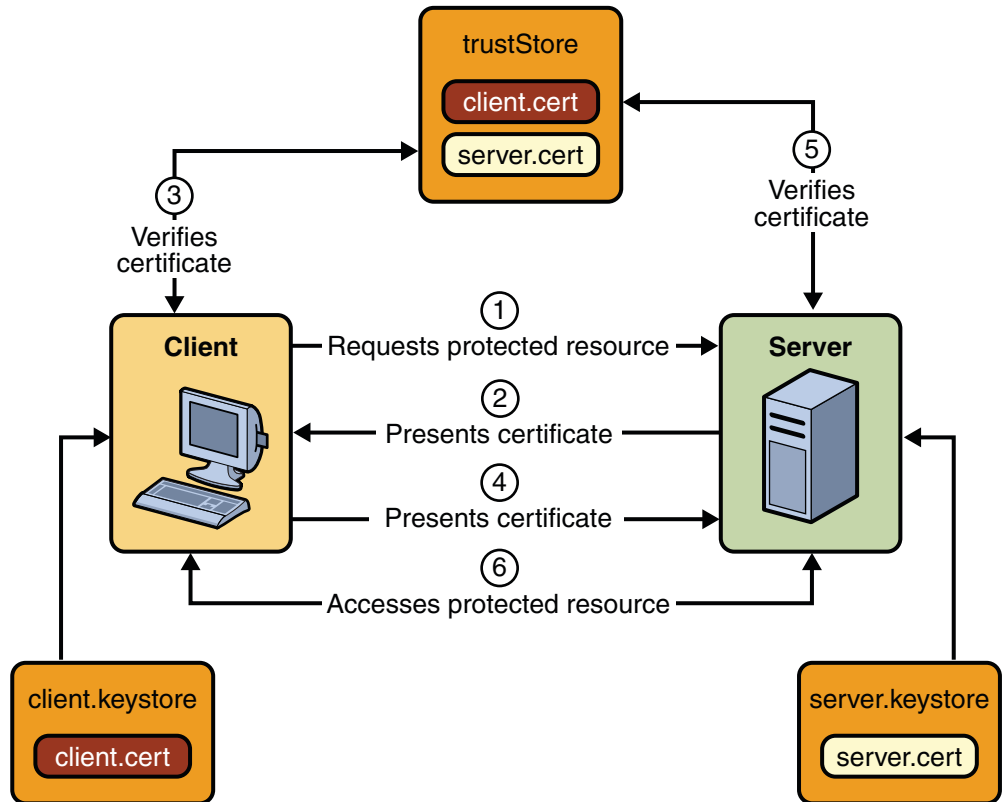 trustStore
client.cert
server.cert
3
Verifies
certificate
5
Verifies
certificate
Client
1
Requests protected resource
Server
2
Presents certificate
4
Presents certificate
6
Accesses protected resource
client.keystore
client.cert
server.keystore
server.cert